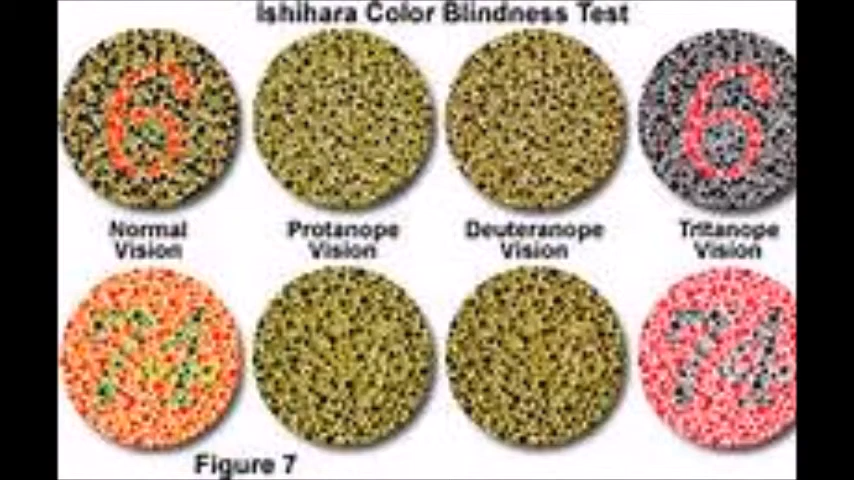 Ishihara Color Blindness Test
6
6
Normal Vision
Protanope Vision
Deuteranope Vision
Tritanope Vision
74
74
Figure 7